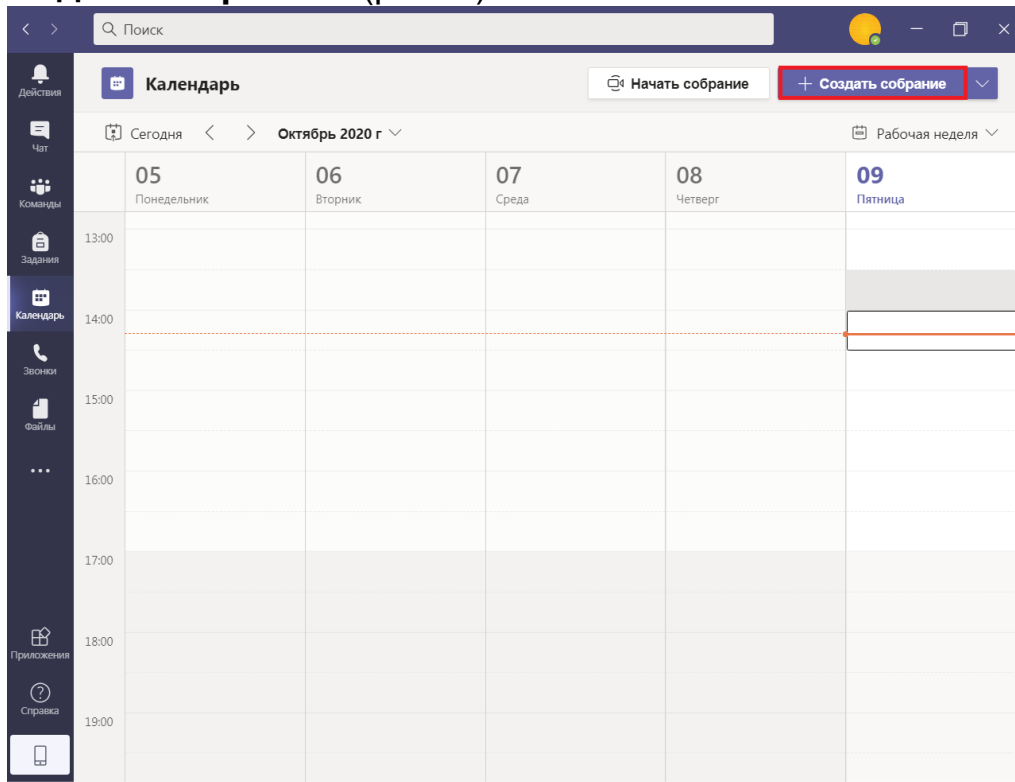 Поиск
Действия
Календарь
Начать собрание
+ Создать собрание
Чат
Сегодня < > Октябрь 2020 г
Рабочая неделя
Команды
05 06 07 08 09
Понедельник Вторник Среда Четверг Пятница
Задания
13:00
Календарь
14:00
Звонки
15:00
Файлы
...
16:00
17:00
Приложения
18:00
Справка
19:00